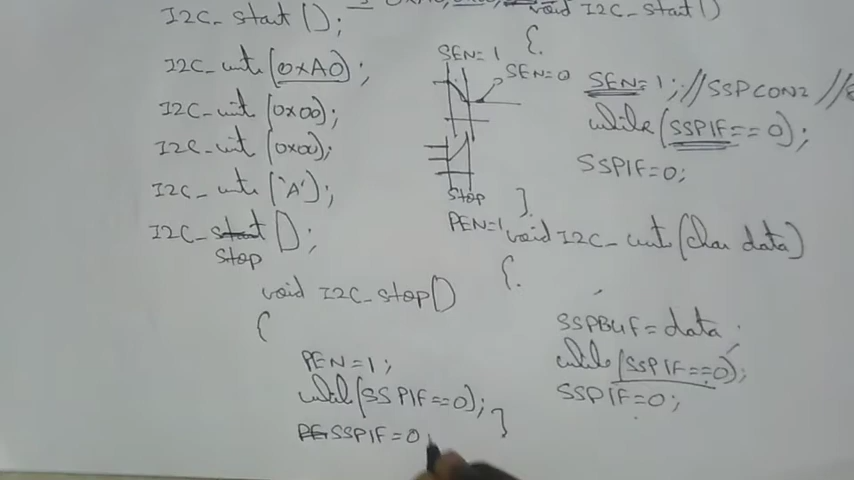 I2C_start();
I2C_write(0xA0);
I2C_write(0x00);
I2C_write(0x00);
I2C_write('A');
I2C_start();
stop
SEN=1
SEN=0
stop
PEN=1
void I2C_start()
{
SEN=1; //SSPCON2 //
while(SSPIF==0);
SSPIF=0;
}
void I2C_write(char data)
{
SSPBUF=data;
while(SSPIF==0);
SSPIF=0;
void I2C_stop()
{
PEN=1;
while(SSPIF==0);
SSPIF=0
}